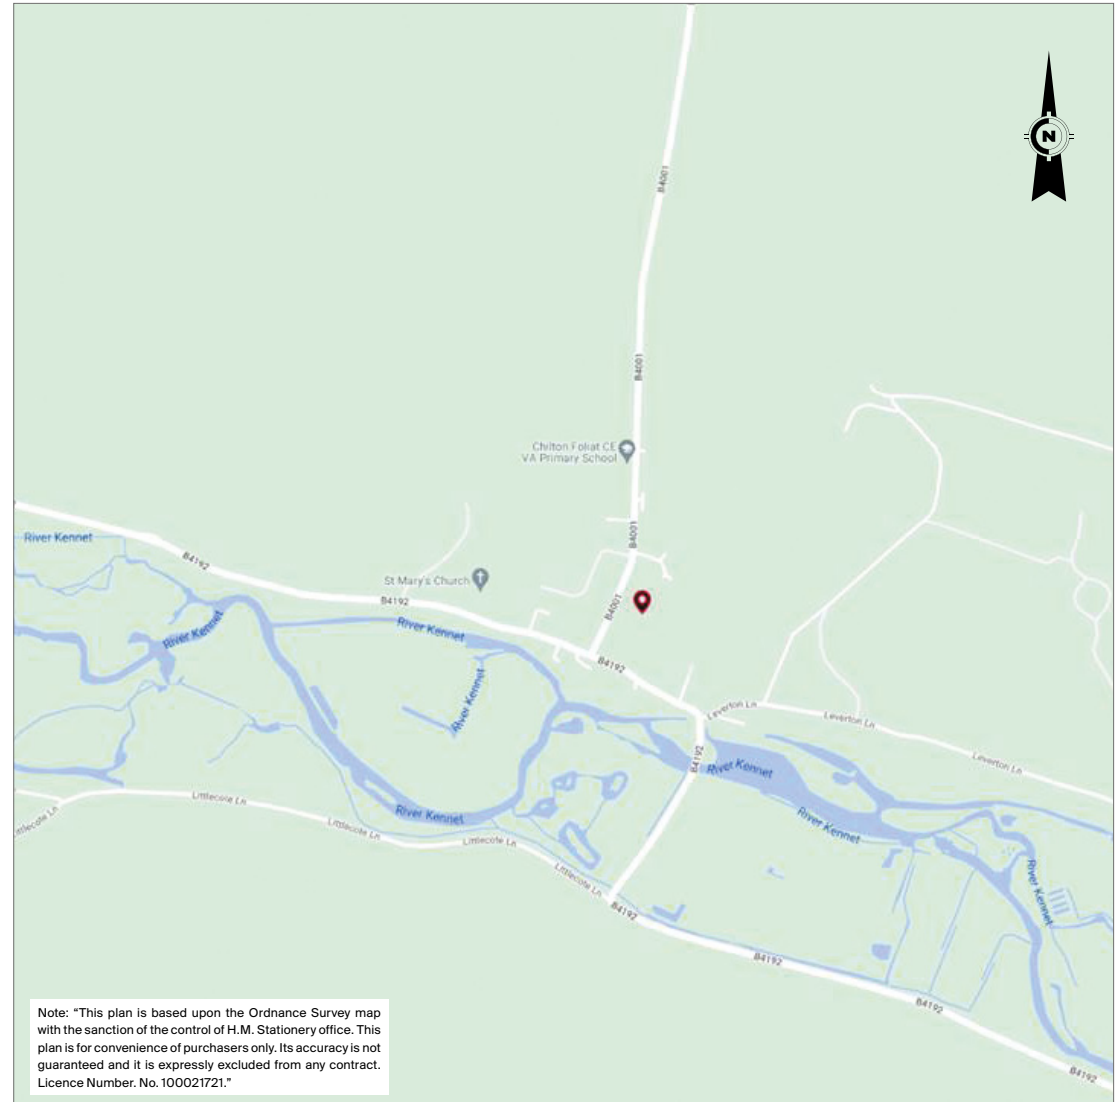 N
B4001
B4001
Chilton Foliat CE
VA Primary School
B4001
River Kennet
B4192
St Mary's Church
B4192
B4001
River Kennet
River Kennet
B4192
River Kennet
Leverton Ln
Leverton Ln
B4192
Leverton Ln
River Kennet
Littlecote Ln
River Kennet
River Kennet
Littlecote Ln
Littlecote Ln
Littlecote Ln
River Kennet
B4192
B4192
B4192
B4192
Note: “This plan is based upon the Ordnance Survey map
with the sanction of the control of H.M. Stationery office. This
plan is for convenience of purchasers only. Its accuracy is not
guaranteed and it is expressly excluded from any contract.
Licence Number. No. 100021721.”